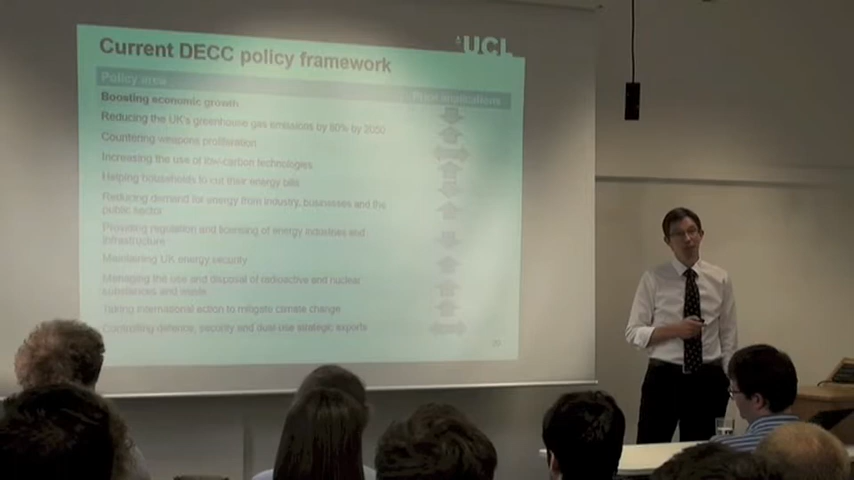 UCL
Current DECC policy framework
Policy area
Price implications
Boosting economic growth
Reducing the UK's greenhouse gas emissions by 80% by 2050
Countering weapons proliferation
Increasing the use of low-carbon technologies
Helping households to cut their energy bills
Reducing demand for energy from industry, businesses and the
public sector
Providing regulation and licensing of energy industries and
infrastructure
Maintaining UK energy security
Managing the use and disposal of radioactive and nuclear
substances and waste
Taking international action to mitigate climate change
Controlling defence, security and dual-use strategic exports
20